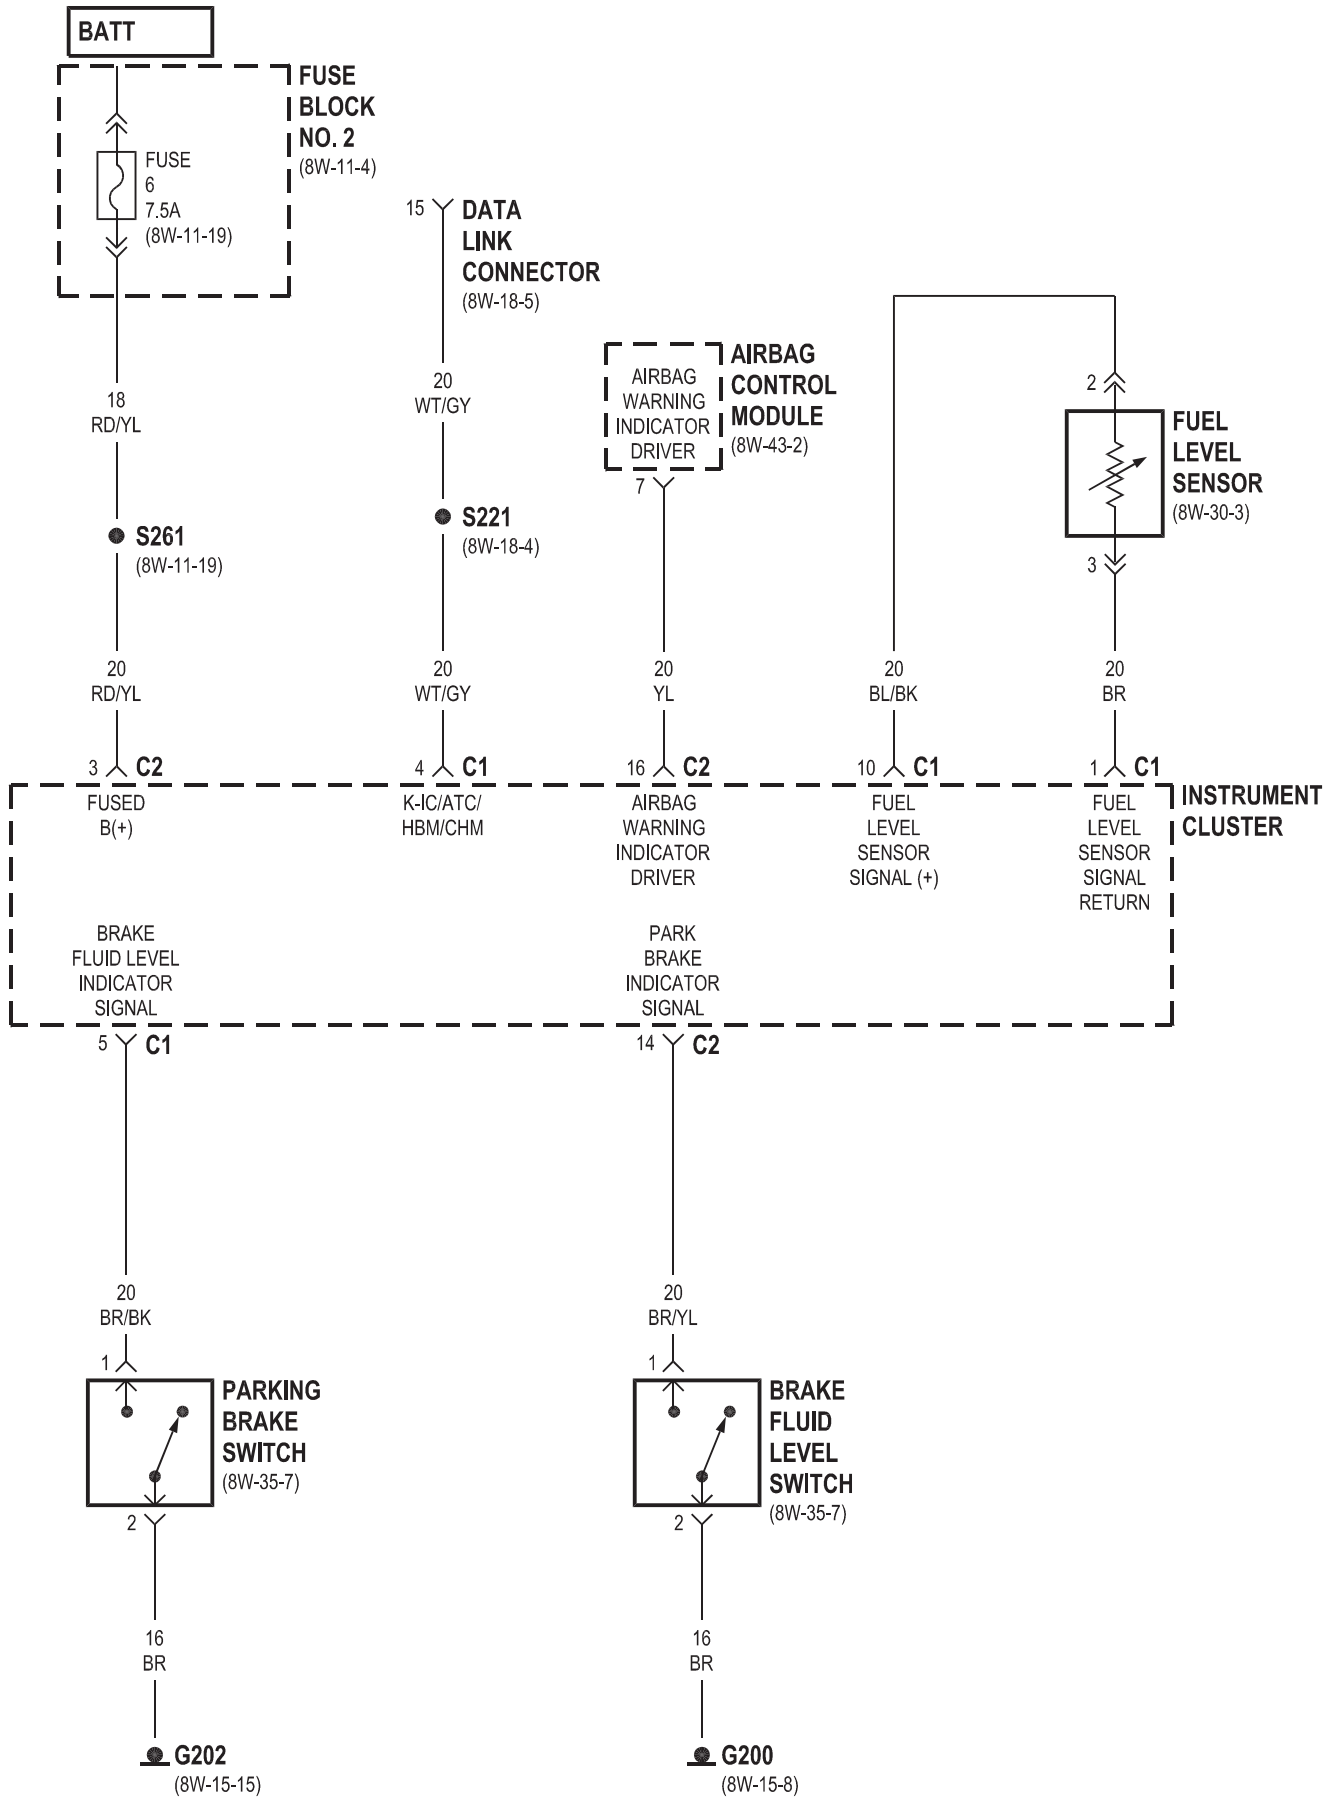 BATT
FUSE
BLOCK
NO. 2
(8W-11-4)
FUSE
6
7.5A
(8W-11-19)
15
DATA
LINK
CONNECTOR
(8W-18-5)
AIRBAG
WARNING
INDICATOR
DRIVER
AIRBAG
CONTROL
MODULE
(8W-43-2)
7
2
FUEL
LEVEL
SENSOR
(8W-30-3)
3
18
RD/YL
20
WT/GY
S261
(8W-11-19)
S221
(8W-18-4)
20
RD/YL
20
WT/GY
20
YL
20
BL/BK
20
BR
3 C2
4 C1
16 C2
10 C1
1 C1
INSTRUMENT
CLUSTER
FUSED
B(+)
K-IC/ATC/
HBM/CHM
AIRBAG
WARNING
INDICATOR
DRIVER
FUEL
LEVEL
SENSOR
SIGNAL (+)
FUEL
LEVEL
SENSOR
SIGNAL
RETURN
BRAKE
FLUID LEVEL
INDICATOR
SIGNAL
PARK
BRAKE
INDICATOR
SIGNAL
5 C1
14 C2
20
BR/BK
20
BR/YL
1
PARKING
BRAKE
SWITCH
(8W-35-7)
2
1
BRAKE
FLUID
LEVEL
SWITCH
(8W-35-7)
2
16
BR
16
BR
G202
(8W-15-15)
G200
(8W-15-8)